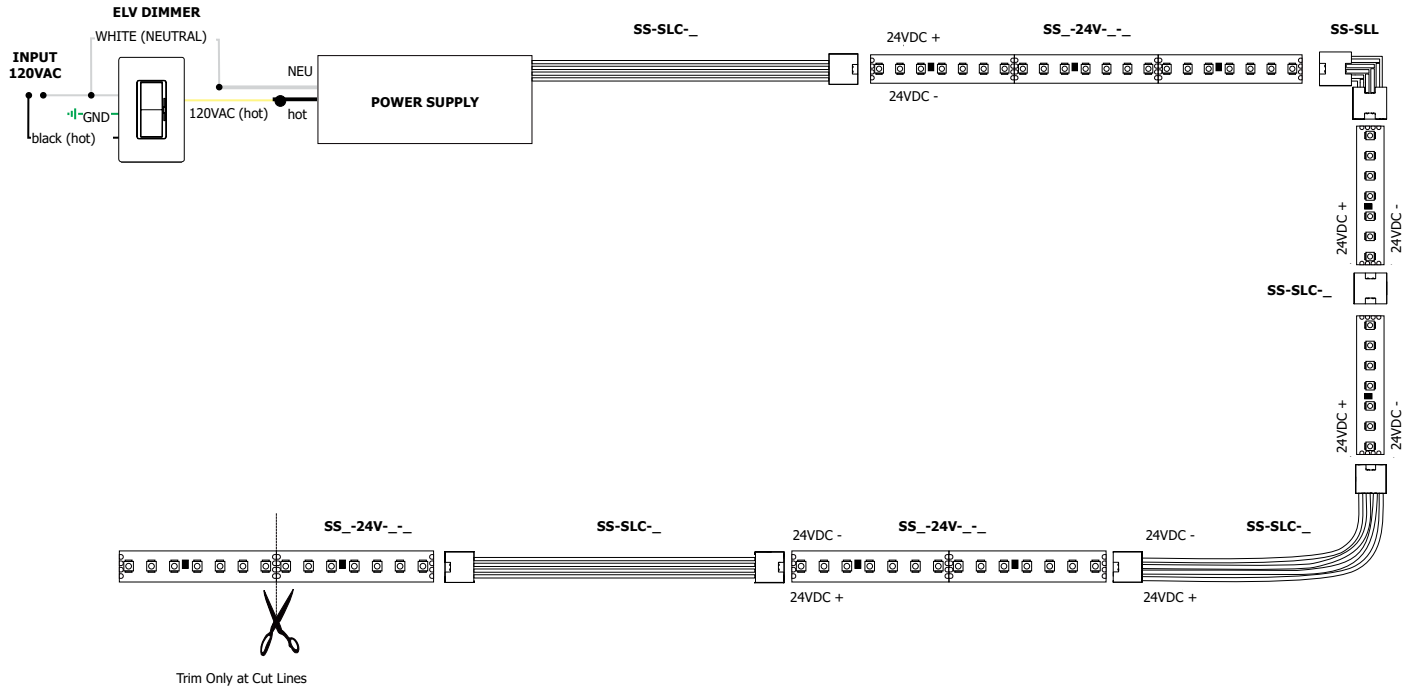 ELV DIMMER
WHITE (NEUTRAL)
INPUT
120VAC
GND
black (hot)
120VAC (hot)
NEU
hot
POWER SUPPLY
SS-SLC-_
24VDC +
24VDC -
SS_-24V-_-_
SS-SLL
24VDC +
24VDC -
SS-SLC-_
24VDC +
24VDC -
SS_-24V-_-_
SS-SLC-_
24VDC -
SS_-24V-_-_
24VDC +
24VDC -
SS-SLC-_
24VDC +
Trim Only at Cut Lines